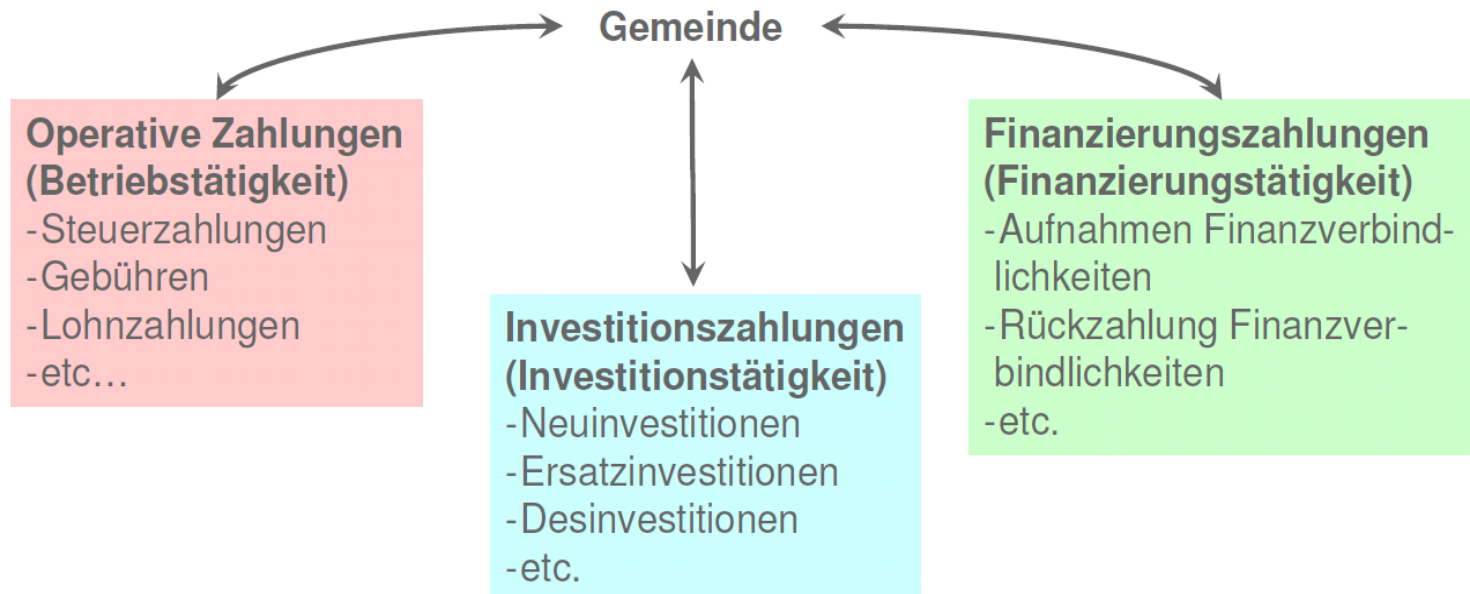 Gemeinde
Operative Zahlungen
(Betriebstätigkeit)
-Steuerzahlungen
-Gebühren
-Lohnzahlungen
-etc…
Investitionszahlungen
(Investitionstätigkeit)
-Neuinvestitionen
-Ersatzinvestitionen
-Desinvestitionen
-etc.
Finanzierungszahlungen
(Finanzierungstätigkeit)
-Aufnahmen Finanzverbind-
lichkeiten
-Rückzahlung Finanzver-
bindlichkeiten
-etc.